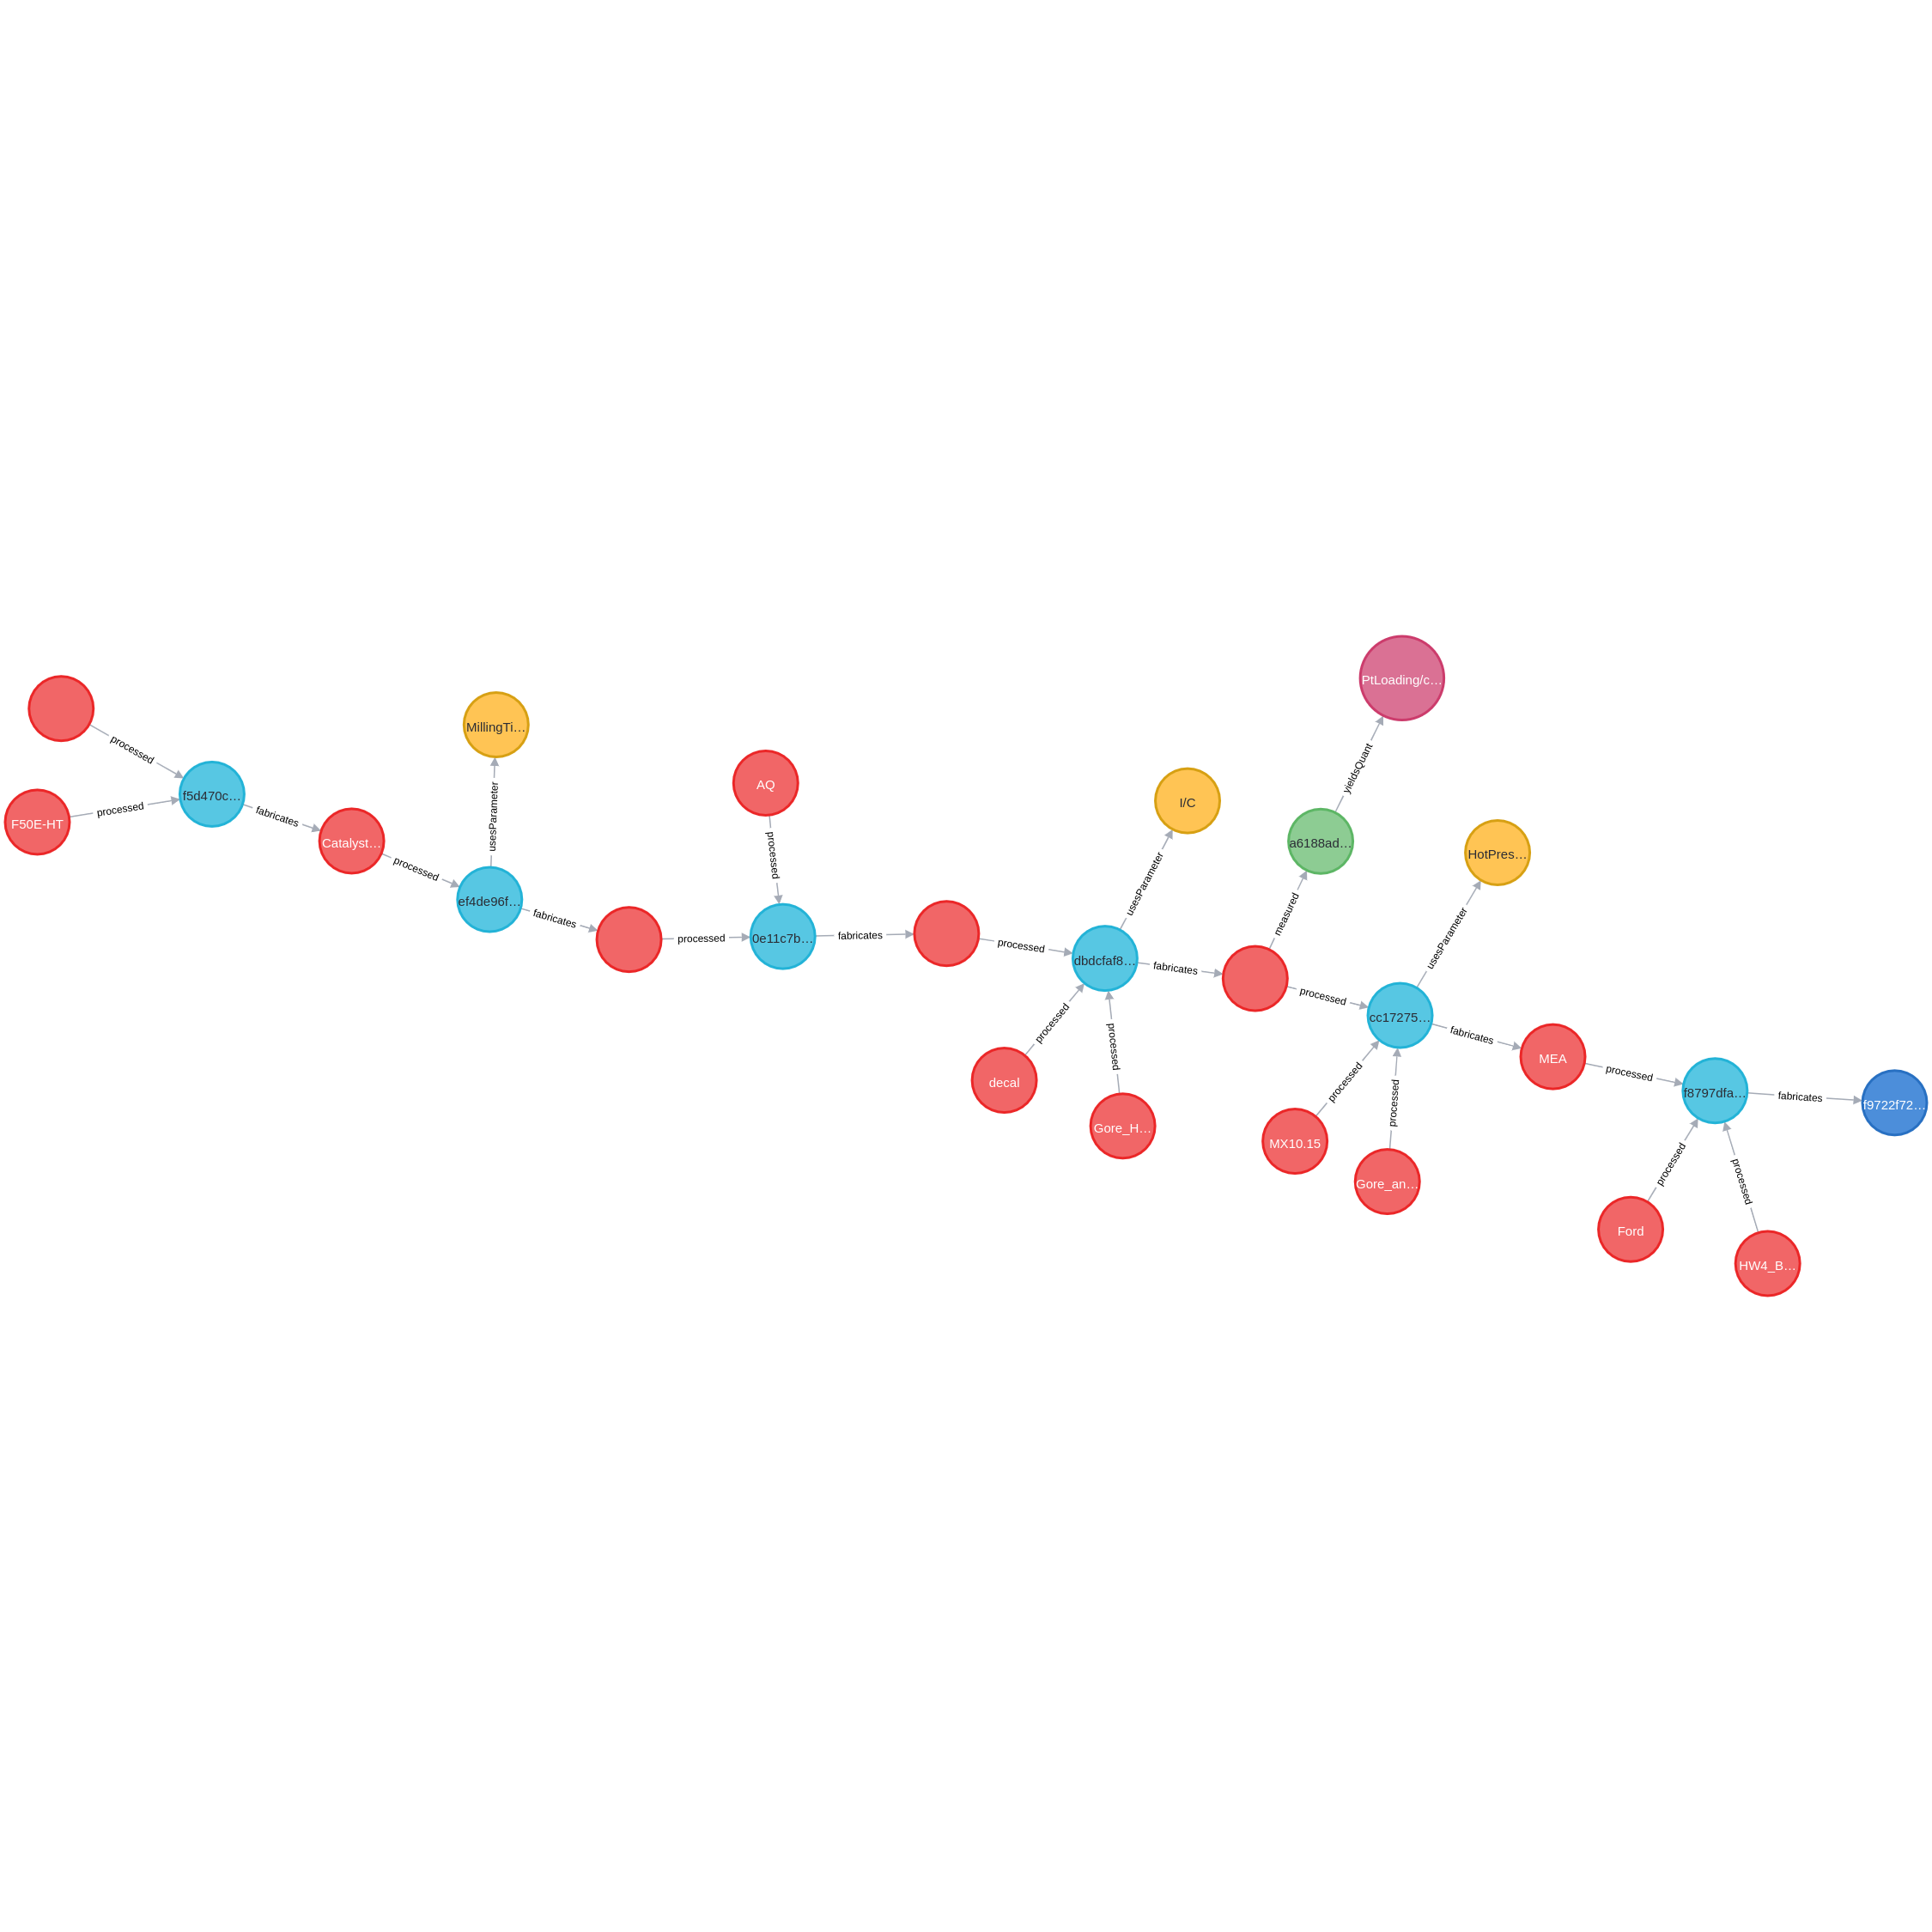 processed
F50E-HT
processed
f5d470c…
fabricates
Catalyst…
processed
ef4de96f…
usesParameter
MillingTi…
fabricates
processed
AQ
processed
0e11c7b…
fabricates
processed
decal
processed
Gore_H…
processed
dbdcfaf8…
usesParameter
I/C
fabricates
measured
a6188ad…
yieldsQuant
PtLoading/c…
processed
MX10.15
processed
Gore_an…
processed
cc17275…
usesParameter
HotPres…
fabricates
MEA
processed
Ford
processed
HW4_B…
processed
f8797dfa…
fabricates
f9722f72…